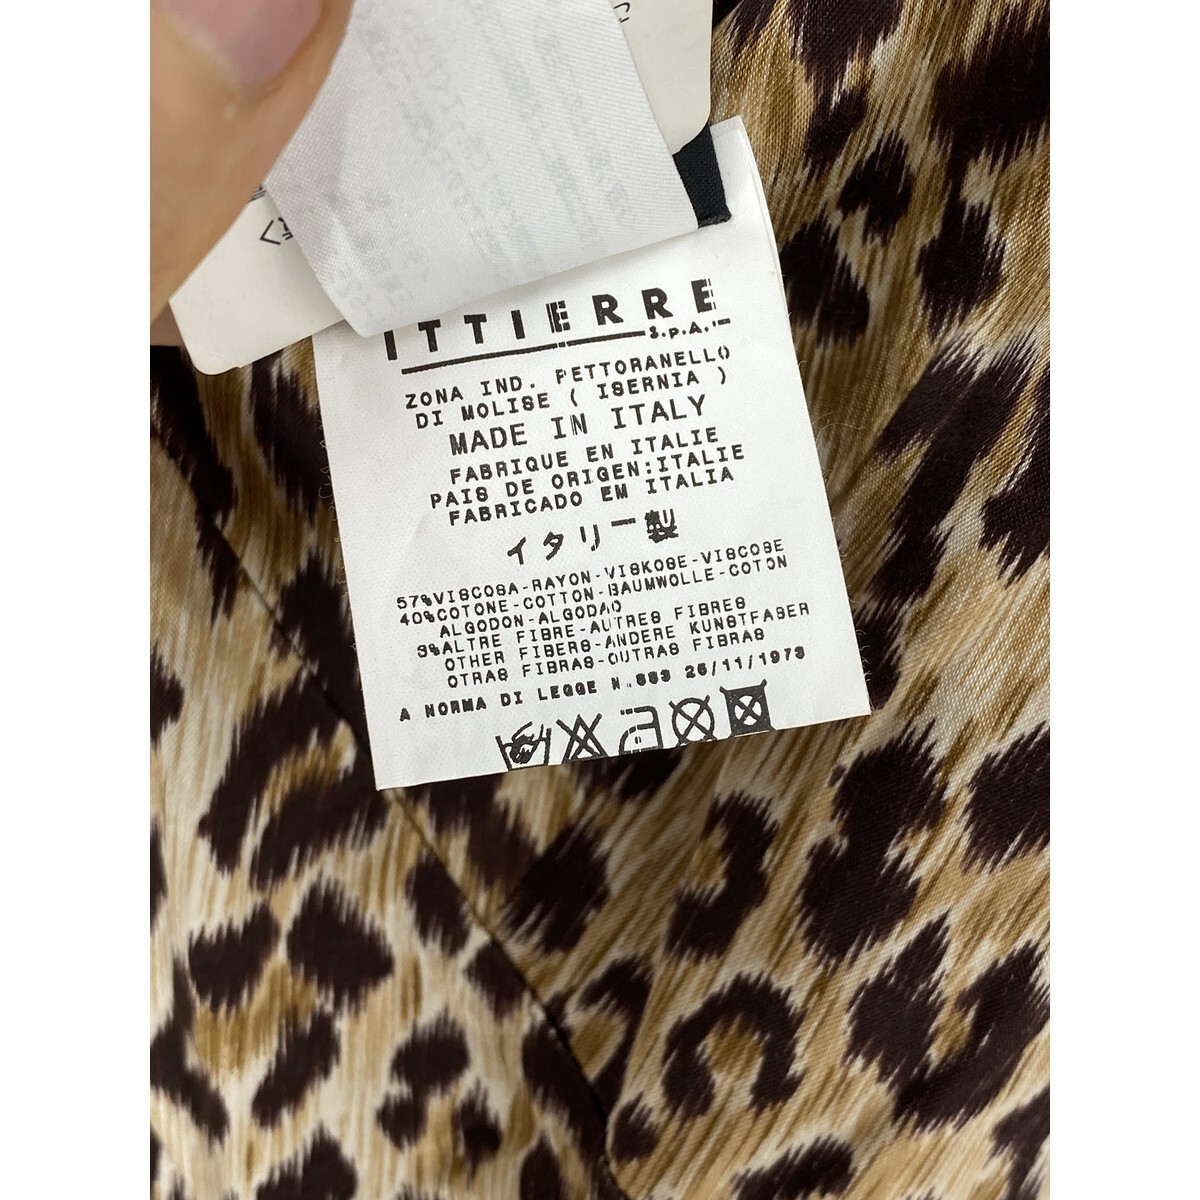 ITTIERRE
S.p.A.
ZONA IND. PETTORANELLO
DI MOLISE ( ISERNIA )
MADE IN ITALY
FABRIQUE EN ITALIE
PAIS DE ORIGEN:ITALIE
FABRICADO EM ITALIA
イタリー製
57%VISCOSA-RAYON-VISKOSE-VISCOSE
40%COTONE-COTTON-BAUMWOLLE-COTON
ALGODON-ALGODAO
3%ALTRE FIBRE-AUTRES FIBRES
OTHER FIBERS-ANDERE KUNSTFASER
OTRAS FIBRAS-OUTRAS FIBRAS
A NORMA DI LEGGE N.883 26/11/1973